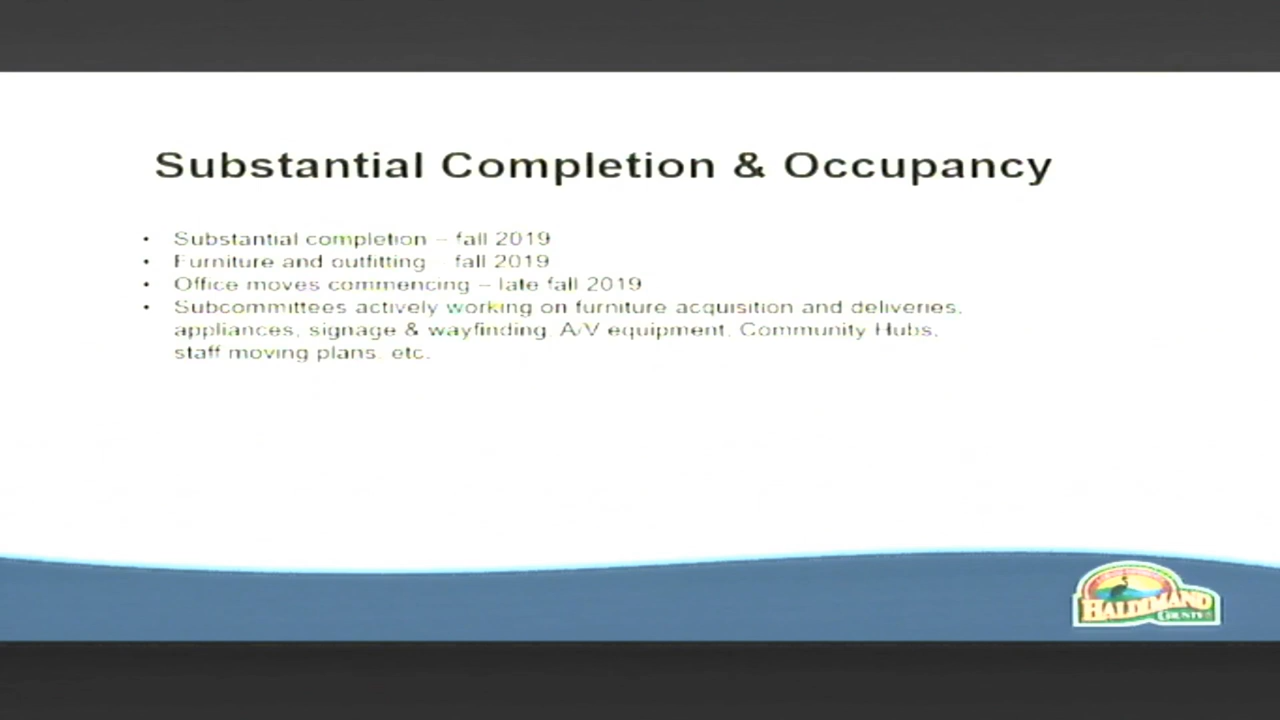 Substantial Completion & Occupancy
• Substantial completion – fall 2019
• Furniture and outfitting – fall 2019
• Office moves commencing – late fall 2019
• Subcommittees actively working on furniture acquisition and deliveries,
appliances, signage & wayfinding, A/V equipment, Community Hubs,
staff moving plans, etc.
HALDIMAND
COUNTY